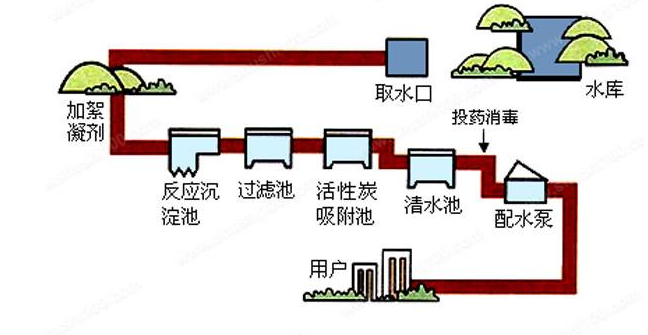 取水口
水库
加絮
凝剂
投药消毒
反应沉
淀池
过滤池
活性炭
吸附池
清水池
配水泵
用户